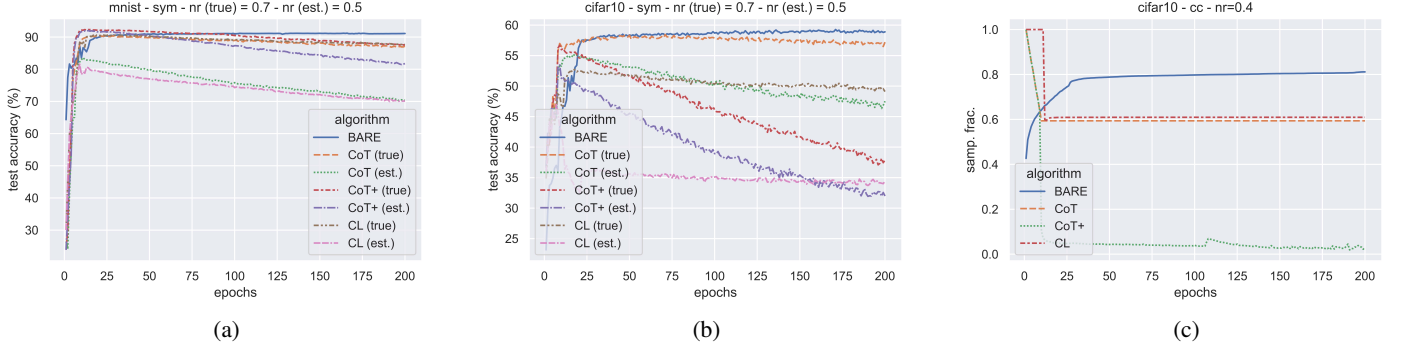 mnist - sym - nr (true) = 0.7 - nr (est.) = 0.5
test accuracy (%)
90
80
70
60
50
40
30
algorithm
BARE
CoT (true)
CoT (est.)
CoT+ (true)
CoT+ (est.)
CL (true)
CL (est.)
0 25 50 75 100 125 150 175 200
epochs
(a)
cifar10 - sym - nr (true) = 0.7 - nr (est.) = 0.5
test accuracy (%)
60
55
50
45
40
35
30
25
algorithm
BARE
CoT (true)
CoT (est.)
CoT+ (true)
CoT+ (est.)
CL (true)
CL (est.)
0 25 50 75 100 125 150 175 200
epochs
(b)
cifar10 - cc - nr=0.4
samp. frac.
1.0
0.8
0.6
0.4
0.2
0.0
algorithm
BARE
CoT
CoT+
CL
0 25 50 75 100 125 150 175 200
epochs
(c)